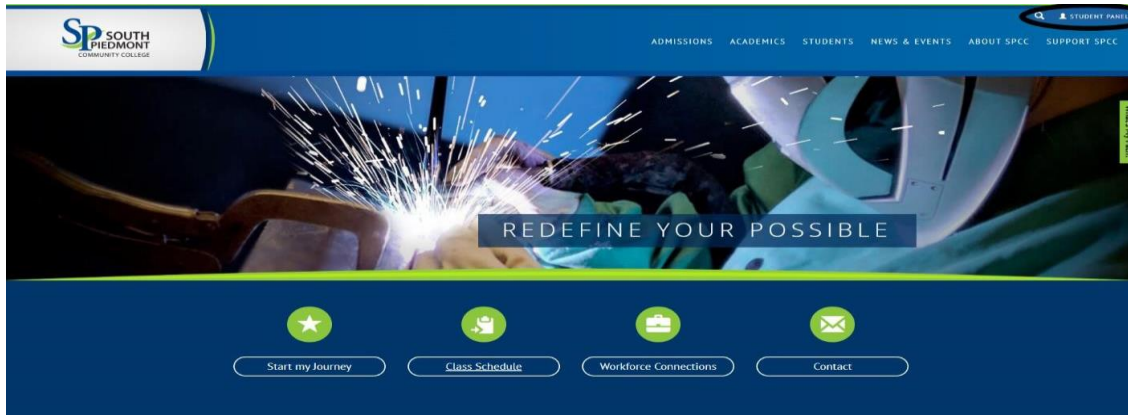 STUDENT PANEL
SP SOUTH
PIEDMONT
COMMUNITY COLLEGE
ADMISSIONS ACADEMICS STUDENTS NEWS & EVENTS ABOUT SPCC SUPPORT SPCC
REDEFINE YOUR POSSIBLE
Start my Journey Class Schedule Workforce Connections Contact